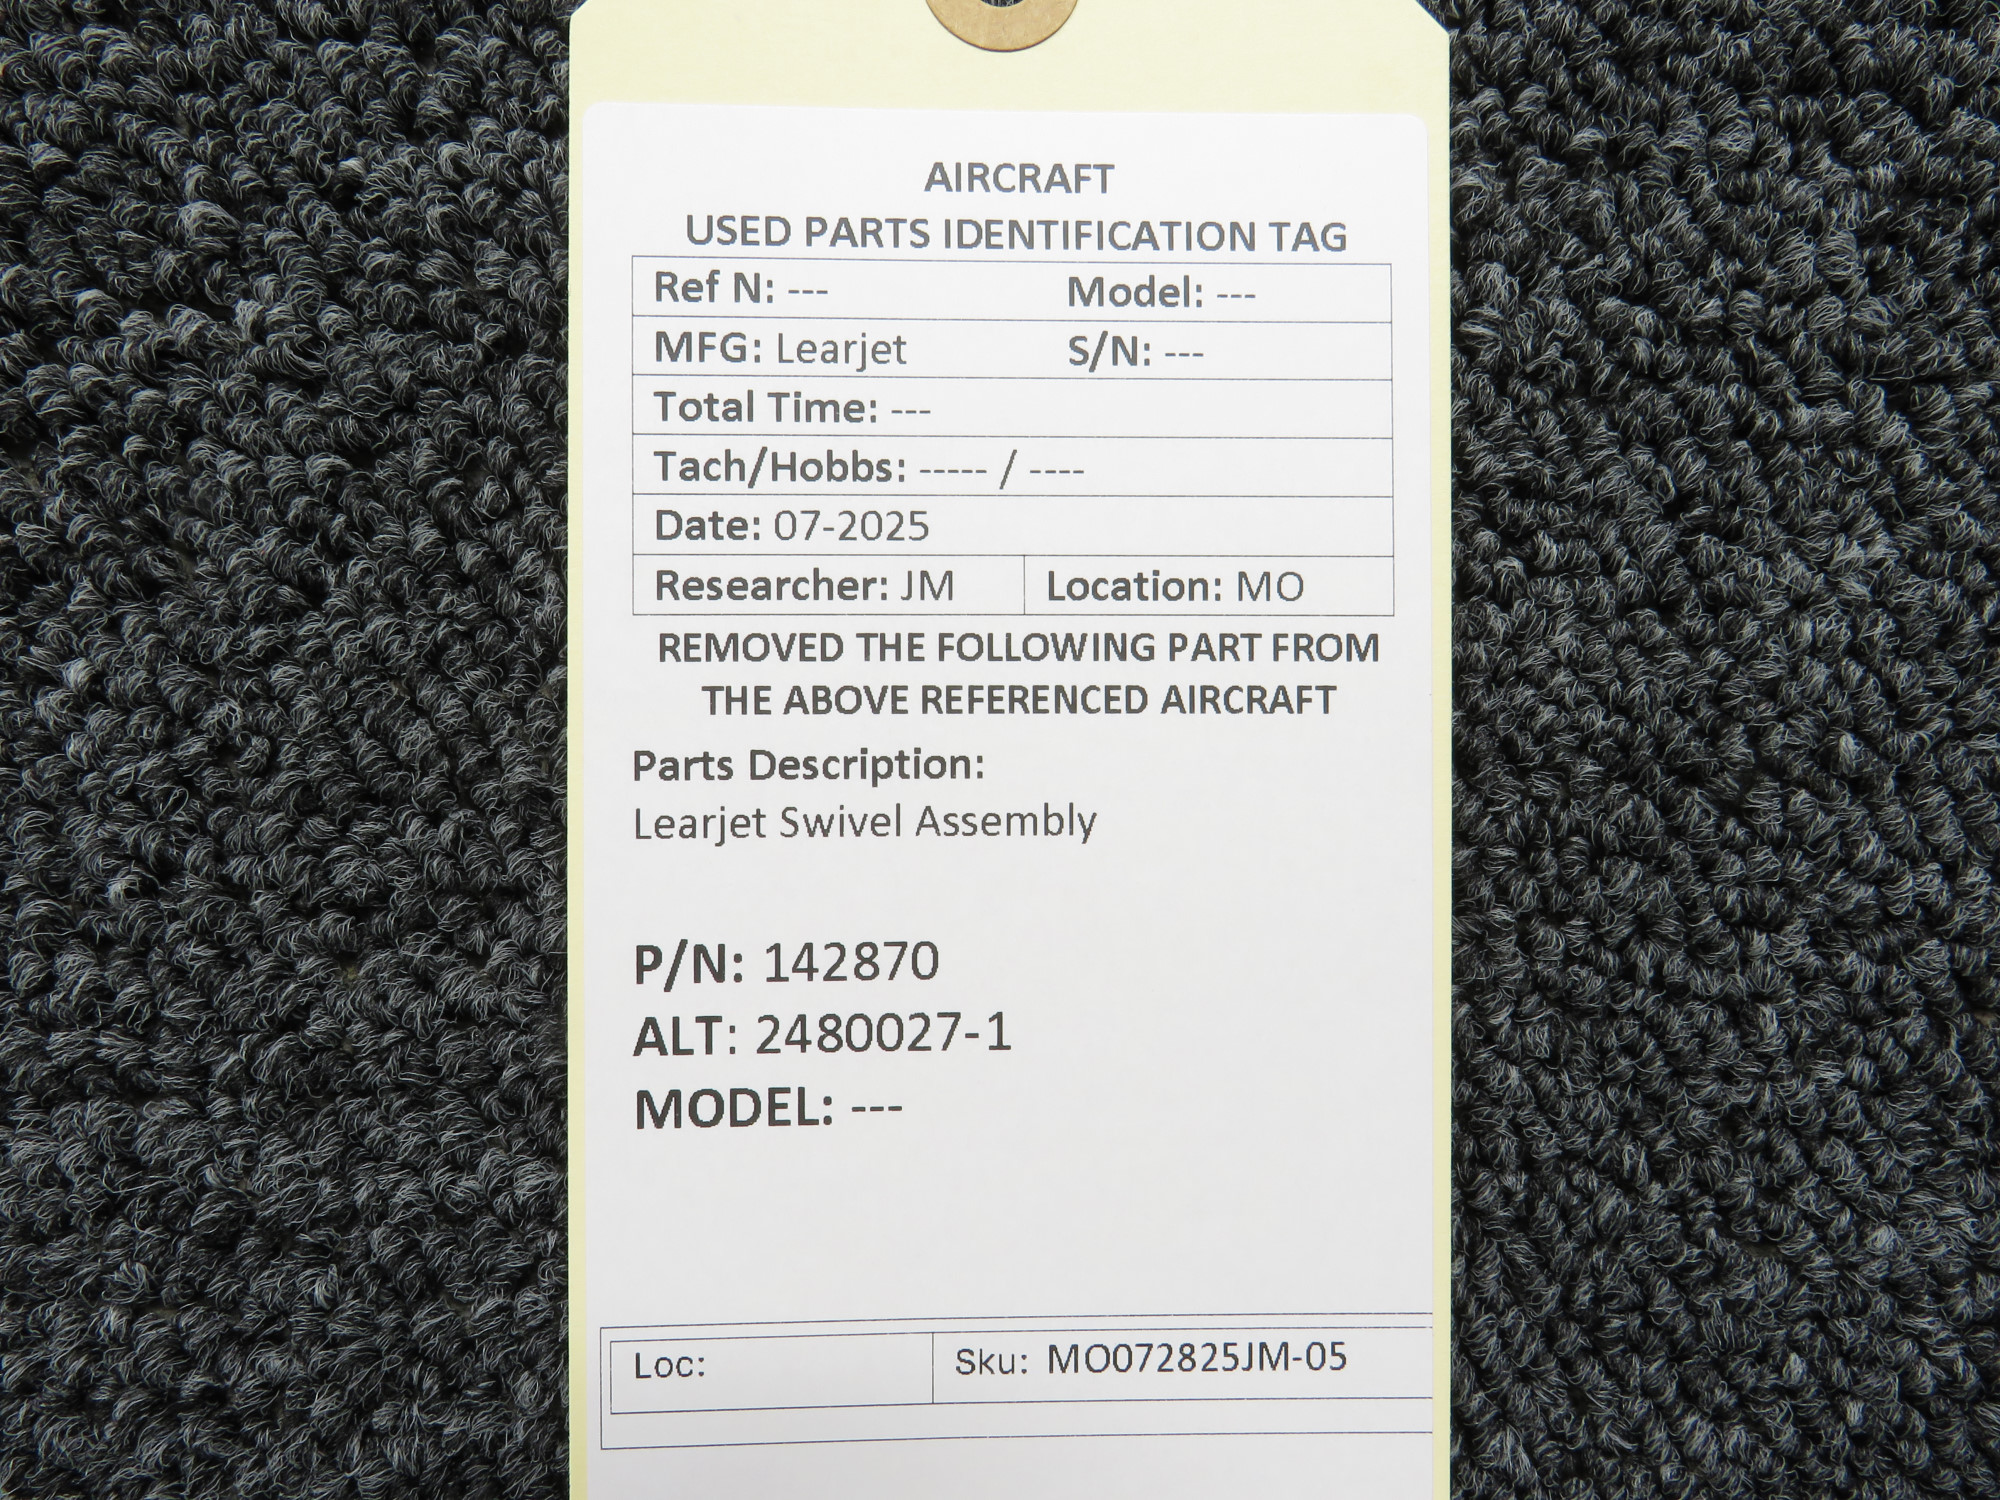 AIRCRAFT
USED PARTS IDENTIFICATION TAG
Ref N: --- Model: ---
MFG: Learjet S/N: ---
Total Time: ---
Tach/Hobbs: ----- / ----
Date: 07-2025
Researcher: JM Location: MO
REMOVED THE FOLLOWING PART FROM
THE ABOVE REFERENCED AIRCRAFT
Parts Description:
Learjet Swivel Assembly
P/N: 142870
ALT: 2480027-1
MODEL: ---
Loc: Sku: MO072825JM-05